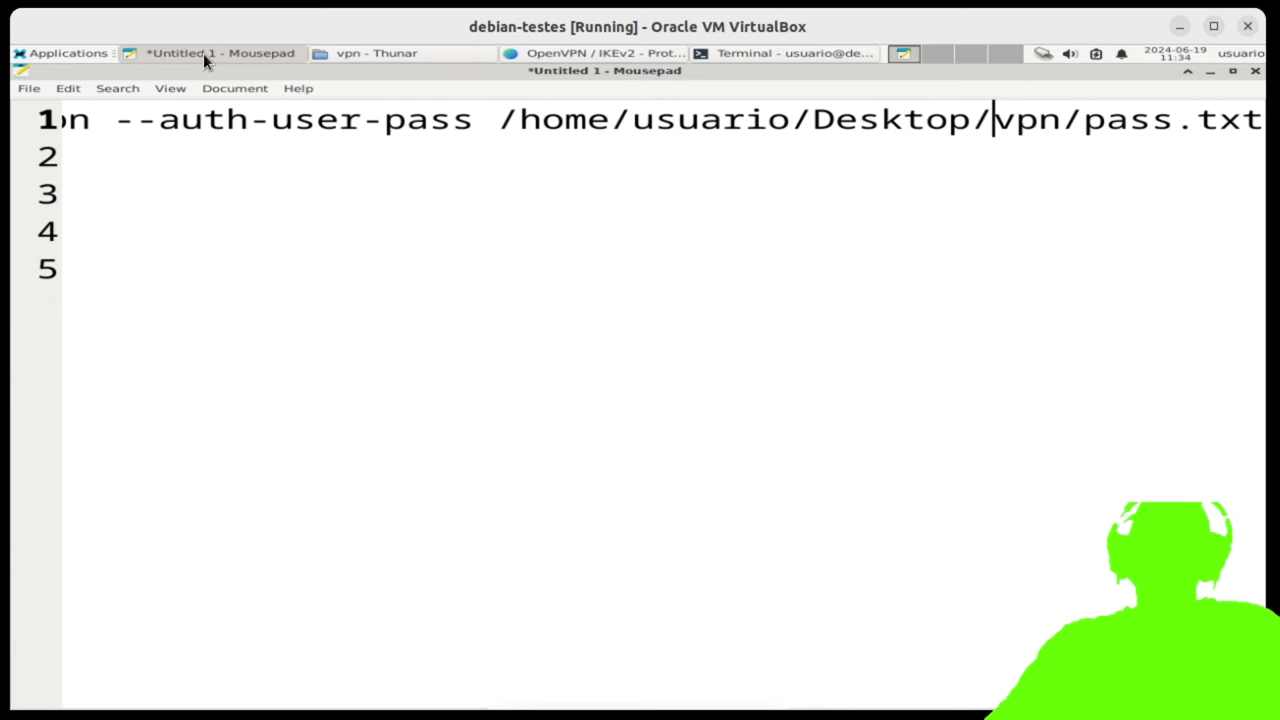 debian-testes [Running] - Oracle VM VirtualBox
Applications *Untitled 1 - Mousepad vpn - Thunar OpenVPN / IKEv2 - Prot... Terminal - usuario@de... 2024-06-19 11:34 usuario
*Untitled 1 - Mousepad
File Edit Search View Document Help
1 on --auth-user-pass /home/usuario/Desktop/vpn/pass.txt
2
3
4
5